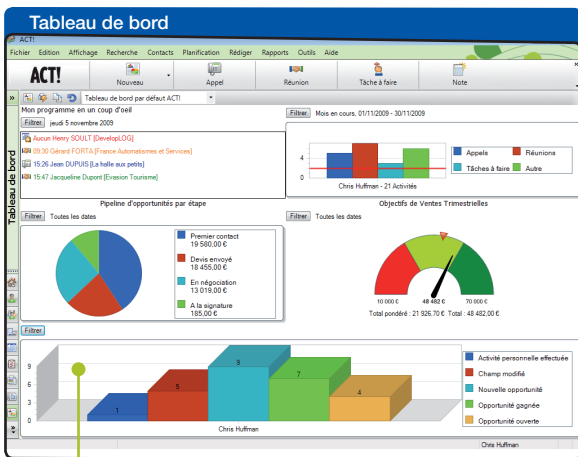 Tableau de bord
ACT!
Fichier Edition Affichage Recherche Contacts Planification Rédiger Rapports Outils Aide
ACT! Nouveau Appel Réunion Tâche à faire Note
» Tableau de bord par défaut ACT!
Mon programme en un coup d'oeil
Filtrer jeudi 5 novembre 2009
Aucun Henry SOULT [DevelopLOG]
09:30 Gérard FORTA [France Automatismes et Services]
15:26 Jean DUPUIS [La halle aux petits]
15:47 Jacqueline Dupont [Evasion Tourisme]
Filtrer Mois en cours, 01/11/2009 - 30/11/2009
4
0
Appels Réunions
Tâches à faire Autre
Chris Huffman - 21 Activités
Tableau de bord
Pipeline d'opportunités par étape
Filtrer Toutes les dates
Premier contact
19 580,00 €
Devis envoyé
18 455,00 €
En négociation
13 019,00 €
A la signature
185,00 €
Objectifs de Ventes Trimestrielles
Filtrer Toutes les dates
10 000 € 48 482 € 70 000 €
Total pondéré : 21 926,70 € Total : 48 482,00 €
Filtrer
9
6
3
0
1
5
9
7
4
Chris Huffman
Activité personnelle effectuée
Champ modifié
Nouvelle opportunité
Opportunité gagnée
Opportunité ouverte
Chris Huffman